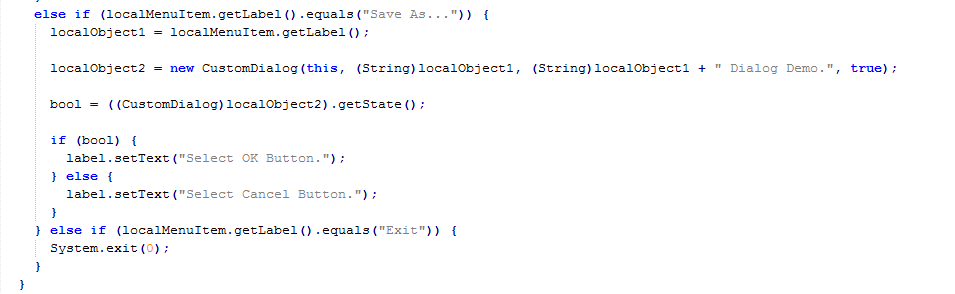 else if (localMenuItem.getLabel().equals("Save As...")) {
localObject1 = localMenuItem.getLabel();
localObject2 = new CustomDialog(this, (String)localObject1, (String)localObject1 + " Dialog Demo.", true);
bool = ((CustomDialog)localObject2).getState();
if (bool) {
label.setText("Select OK Button.");
} else {
label.setText("Select Cancel Button.");
}
} else if (localMenuItem.getLabel().equals("Exit")) {
System.exit(0);
}
}